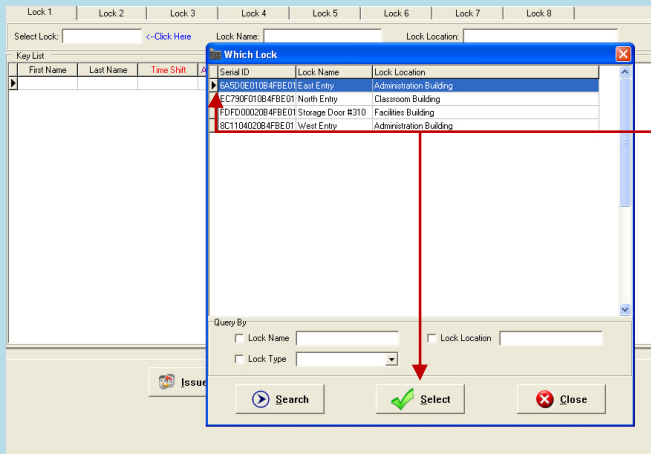 Lock 1 Lock 2 Lock 3 Lock 4 Lock 5 Lock 6 Lock 7 Lock 8
Select Lock: <--Click Here Lock Name: Lock Location:
Key List
First Name Last Name Time Shift A
Which Lock
Serial ID Lock Name Lock Location
6A5D0E010B4FBE01 East Entry Administration Building
EC790F010B4FBE01 North Entry Classroom Building
FDFD00020B4FBE01 Storage Door #310 Facilities Building
8C1104020B4FBE01 West Entry Administration Building
Query By
Lock Name Lock Location
Lock Type
Issue
Search Select Close